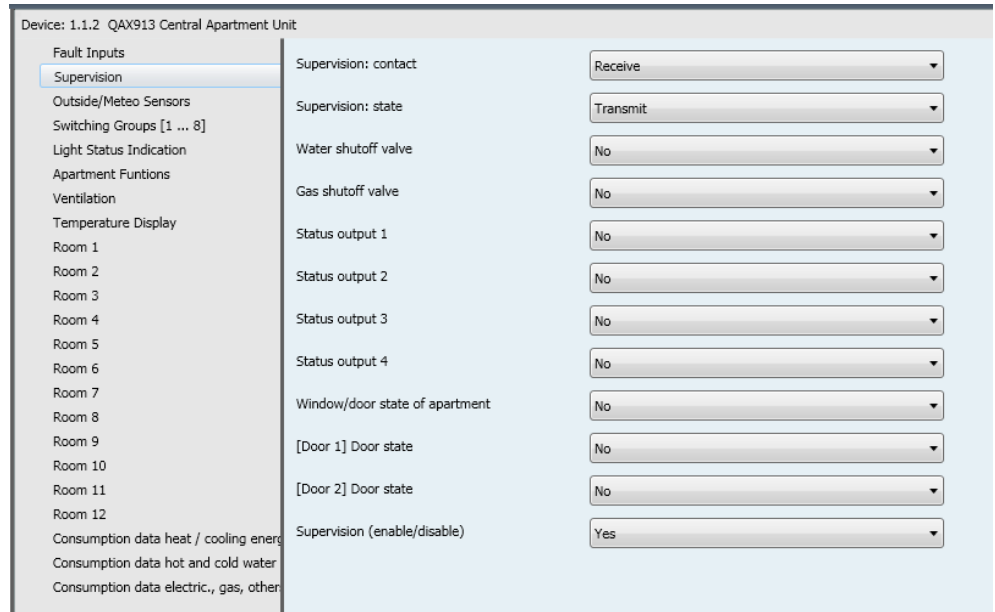 Device: 1.1.2 QAX913 Central Apartment Unit
Fault Inputs
Supervision
Outside/Meteo Sensors
Switching Groups [1 ... 8]
Light Status Indication
Apartment Funtions
Ventilation
Temperature Display
Room 1
Room 2
Room 3
Room 4
Room 5
Room 6
Room 7
Room 8
Room 9
Room 10
Room 11
Room 12
Consumption data heat / cooling energ
Consumption data hot and cold water
Consumption data electric., gas, other
Supervision: contact Receive
Supervision: state Transmit
Water shutoff valve No
Gas shutoff valve No
Status output 1 No
Status output 2 No
Status output 3 No
Status output 4 No
Window/door state of apartment No
[Door 1] Door state No
[Door 2] Door state No
Supervision (enable/disable) Yes